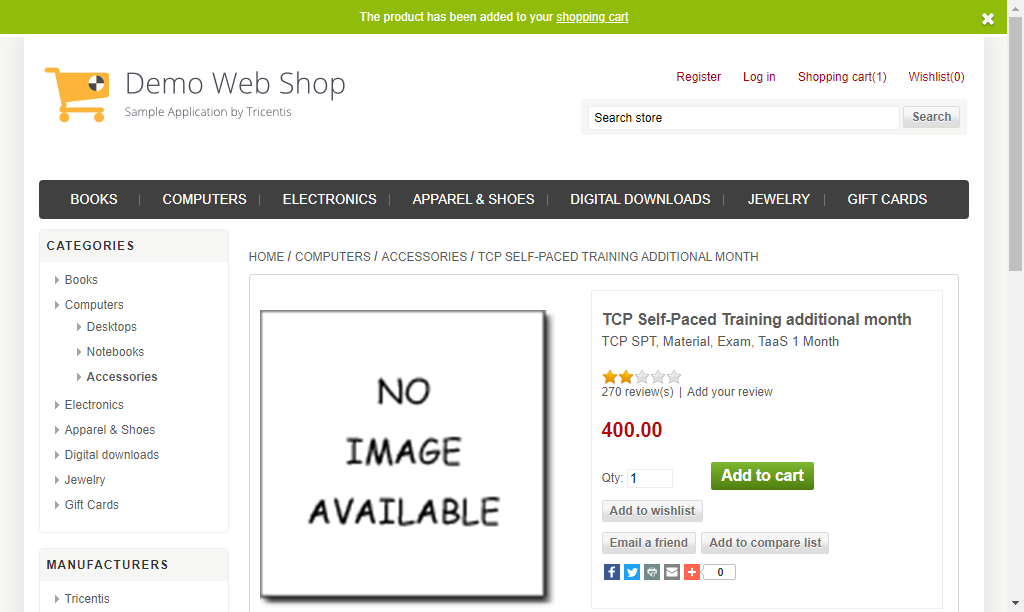 The product has been added to your shopping cart
Demo Web Shop
Sample Application by Tricentis
Register Log in Shopping cart(1) Wishlist(0)
Search store Search
BOOKS COMPUTERS ELECTRONICS APPAREL & SHOES DIGITAL DOWNLOADS JEWELRY GIFT CARDS
CATEGORIES
Books
Computers
Desktops
Notebooks
Accessories
Electronics
Apparel & Shoes
Digital downloads
Jewelry
Gift Cards
MANUFACTURERS
Tricentis
HOME / COMPUTERS / ACCESSORIES / TCP SELF-PACED TRAINING ADDITIONAL MONTH
NO
IMAGE
AVAILABLE
TCP Self-Paced Training additional month
TCP SPT, Material, Exam, TaaS 1 Month
270 review(s) | Add your review
400.00
Qty: 1 Add to cart
Add to wishlist
Email a friend Add to compare list
0